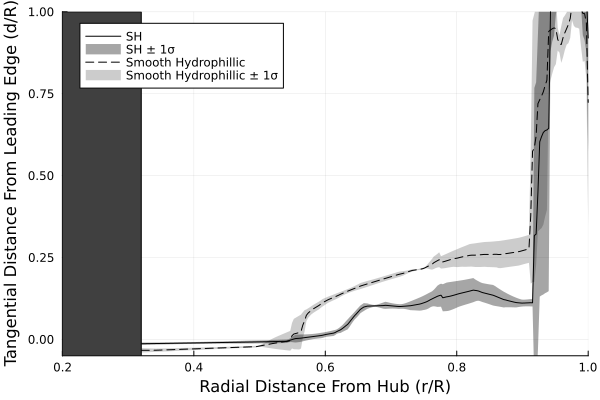 Tangential Distance From Leading Edge (d/R)
1.00
0.75
0.50
0.25
0.00
SH
SH ± 1σ
Smooth Hydrophillic
Smooth Hydrophillic ± 1σ
0.2 0.4 0.6 0.8 1.0
Radial Distance From Hub (r/R)